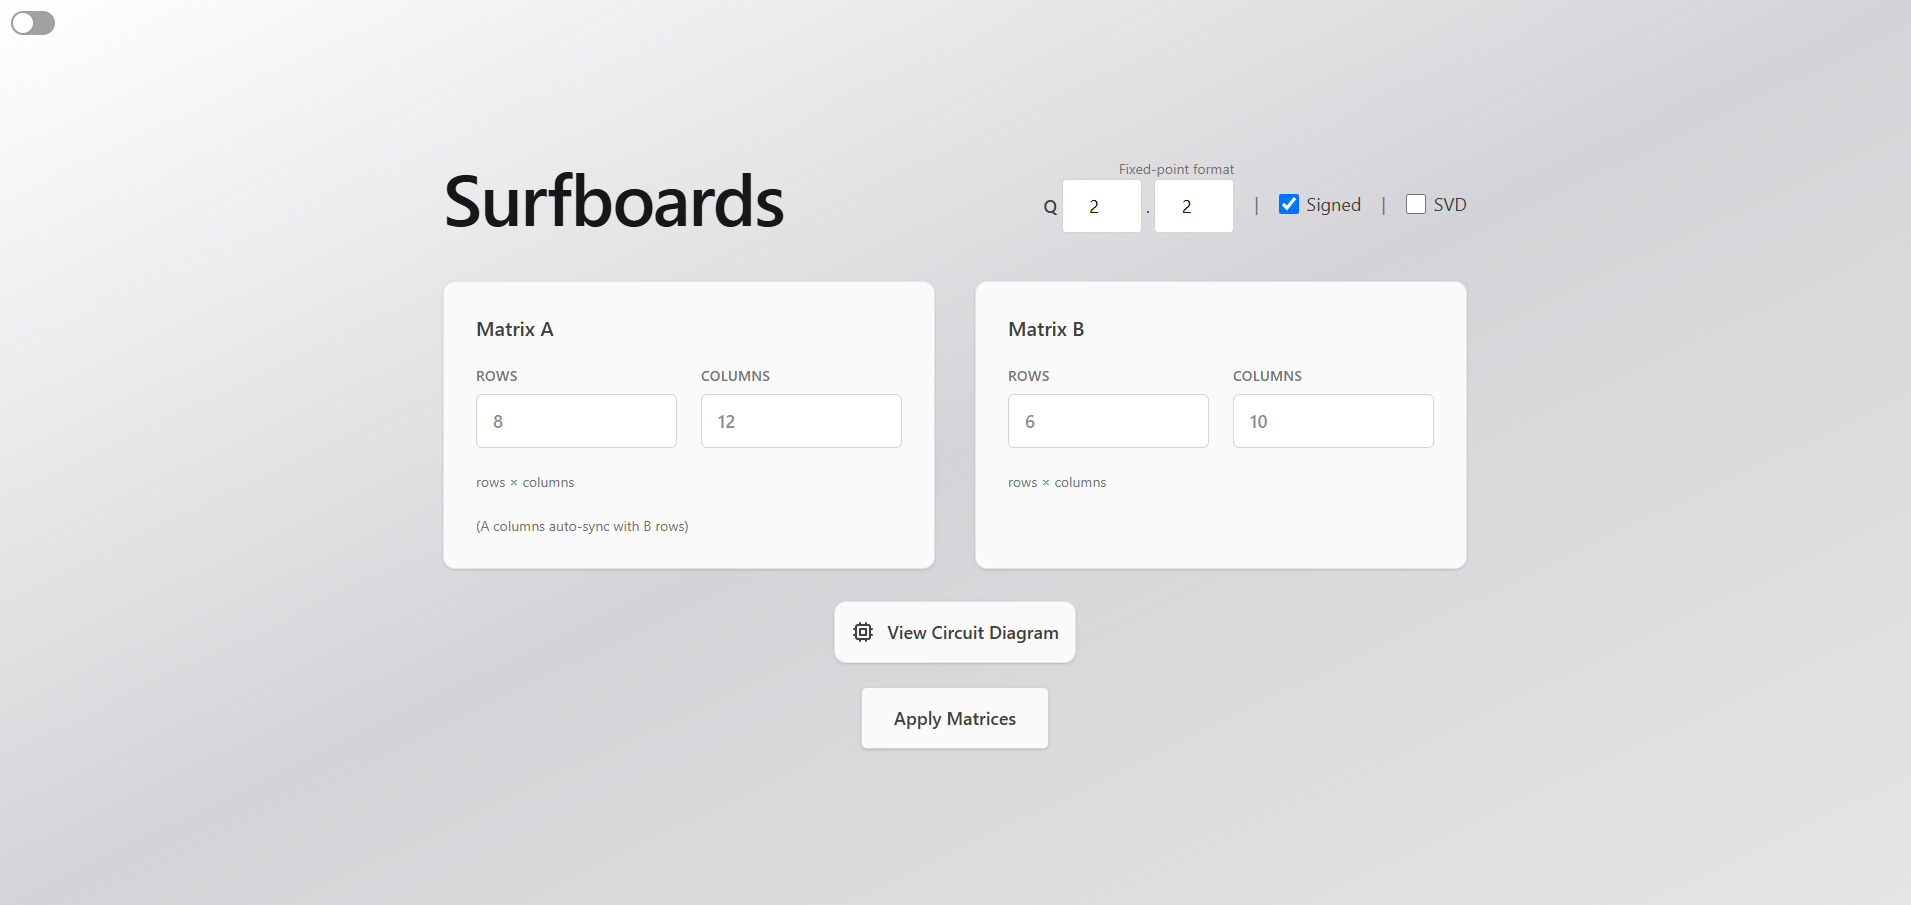 Surfboards
Fixed-point format
Q 2 . 2 | Signed | SVD
Matrix A
ROWS COLUMNS
8 12
rows × columns
(A columns auto-sync with B rows)
Matrix B
ROWS COLUMNS
6 10
rows × columns
View Circuit Diagram
Apply Matrices